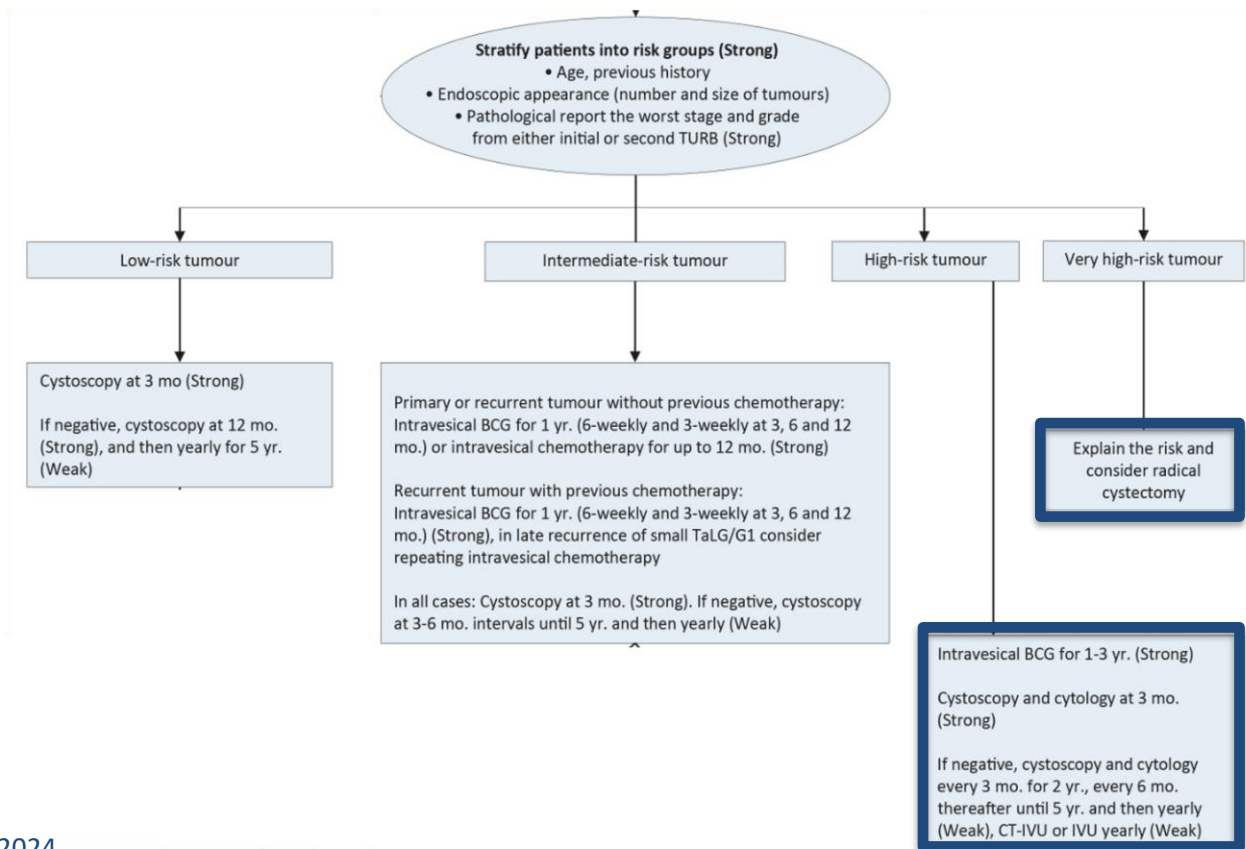 Stratify patients into risk groups (Strong)
• Age, previous history
• Endoscopic appearance (number and size of tumours)
• Pathological report the worst stage and grade
from either initial or second TURB (Strong)
Low-risk tumour
Intermediate-risk tumour
High-risk tumour
Very high-risk tumour
Cystoscopy at 3 mo (Strong)
If negative, cystoscopy at 12 mo.
(Strong), and then yearly for 5 yr.
(Weak)
Primary or recurrent tumour without previous chemotherapy:
Intravesical BCG for 1 yr. (6-weekly and 3-weekly at 3, 6 and 12
mo.) or intravesical chemotherapy for up to 12 mo. (Strong)
Recurrent tumour with previous chemotherapy:
Intravesical BCG for 1 yr. (6-weekly and 3-weekly at 3, 6 and 12
mo.) (Strong), in late recurrence of small TaLG/G1 consider
repeating intravesical chemotherapy
In all cases: Cystoscopy at 3 mo. (Strong). If negative, cystoscopy
at 3-6 mo. intervals until 5 yr. and then yearly (Weak)
Explain the risk and
consider radical
cystectomy
Intravesical BCG for 1-3 yr. (Strong)
Cystoscopy and cytology at 3 mo.
(Strong)
If negative, cystoscopy and cytology
every 3 mo. for 2 yr., every 6 mo.
thereafter until 5 yr. and then yearly
(Weak), CT-IVU or IVU yearly (Weak)
2024